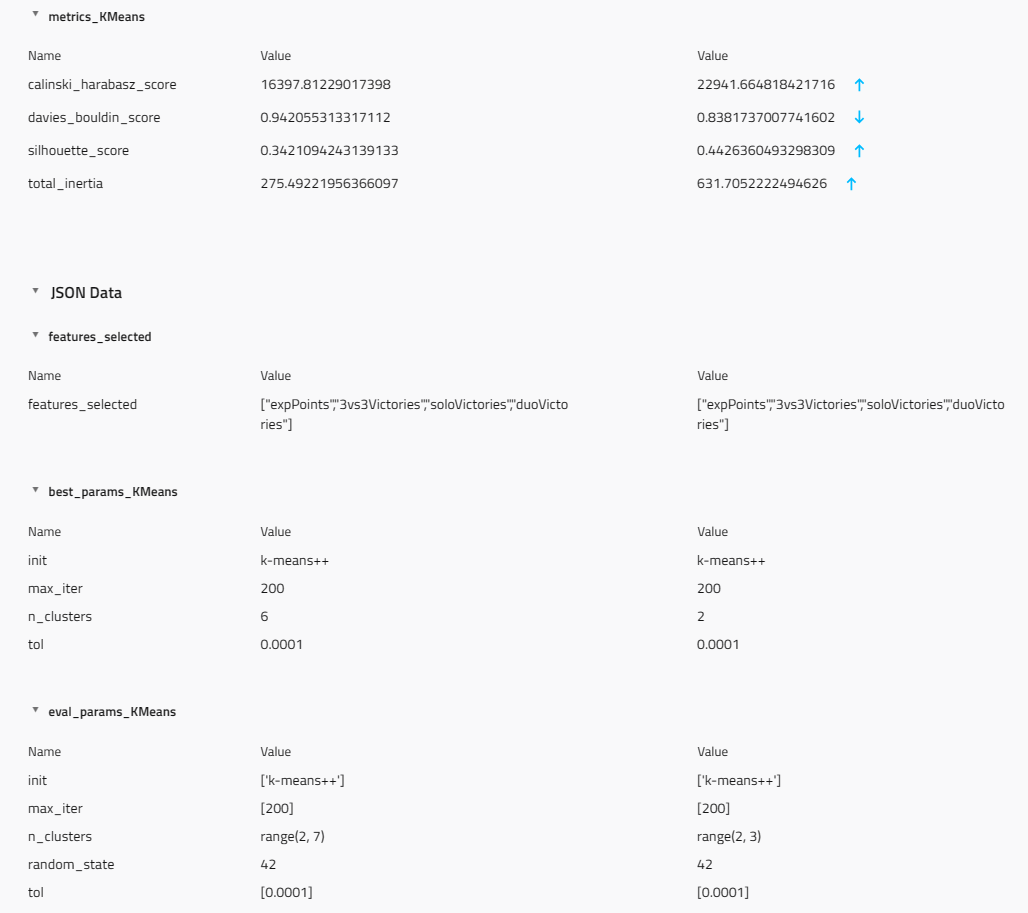 metrics_KMeans
Name Value Value
calinski_harabasz_score 16397.81229017398 22941.664818421716 ↑
davies_bouldin_score 0.942055313317112 0.8381737007741602 ↓
silhouette_score 0.3421094243139133 0.4426360493298309 ↑
total_inertia 275.49221956366097 631.7052222494626 ↑
JSON Data
features_selected
Name Value Value
features_selected ["expPoints","3vs3Victories","soloVictories","duoVicto ["expPoints","3vs3Victories","soloVictories","duoVicto
ries"] ries"]
best_params_KMeans
Name Value Value
init k-means++ k-means++
max_iter 200 200
n_clusters 6 2
tol 0.0001 0.0001
eval_params_KMeans
Name Value Value
init ['k-means++'] ['k-means++']
max_iter [200] [200]
n_clusters range(2, 7) range(2, 3)
random_state 42 42
tol [0.0001] [0.0001]